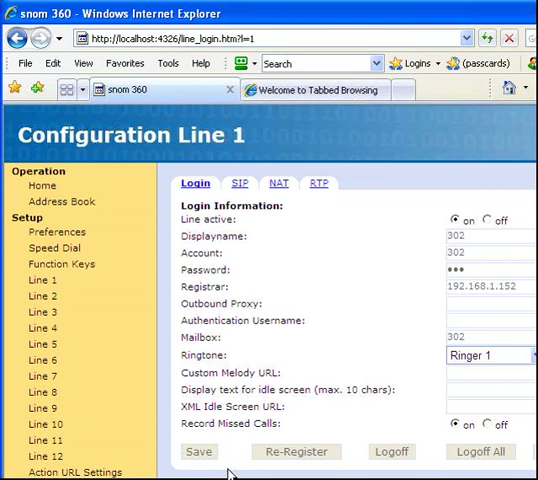 snom 360 - Windows Internet Explorer
http://localhost:4326/line_login.htm?l=1
File Edit View Favorites Tools Help Search Logins (passcards)
snom 360 Welcome to Tabbed Browsing
Configuration Line 1
Operation
Home
Address Book
Setup
Preferences
Speed Dial
Function Keys
Line 1
Line 2
Line 3
Line 4
Line 5
Line 6
Line 7
Line 8
Line 9
Line 10
Line 11
Line 12
Action URL Settings
Login SIP NAT RTP
Login Information:
Line active: on off
Displayname: 302
Account: 302
Password: •••
Registrar: 192.168.1.152
Outbound Proxy:
Authentication Username:
Mailbox: 302
Ringtone: Ringer 1
Custom Melody URL:
Display text for idle screen (max. 10 chars):
XML Idle Screen URL:
Record Missed Calls: on off
Save Re-Register Logoff Logoff All